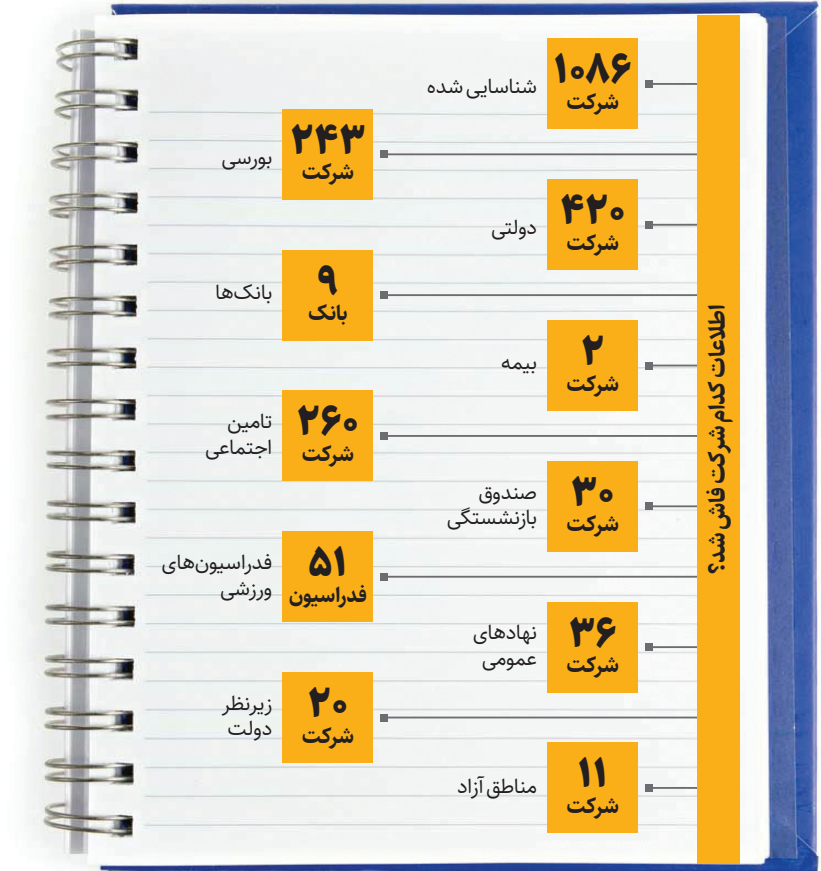 اطلاعات کدام شرکت فاش شد؟
۱۰۸۶
شرکت
شناسایی شده
۲۴۳
شرکت
بورسی
۴۲۰
شرکت
دولتی
۹
بانک
بانک‌ها
۲
شرکت
بیمه
۲۶۰
شرکت
تامین
اجتماعی
۳۰
شرکت
صندوق
بازنشستگی
۵۱
فدراسیون
فدراسیون‌های
ورزشی
۳۶
شرکت
نهادهای
عمومی
۲۰
شرکت
زیرنظر
دولت
۱۱
شرکت
مناطق آزاد